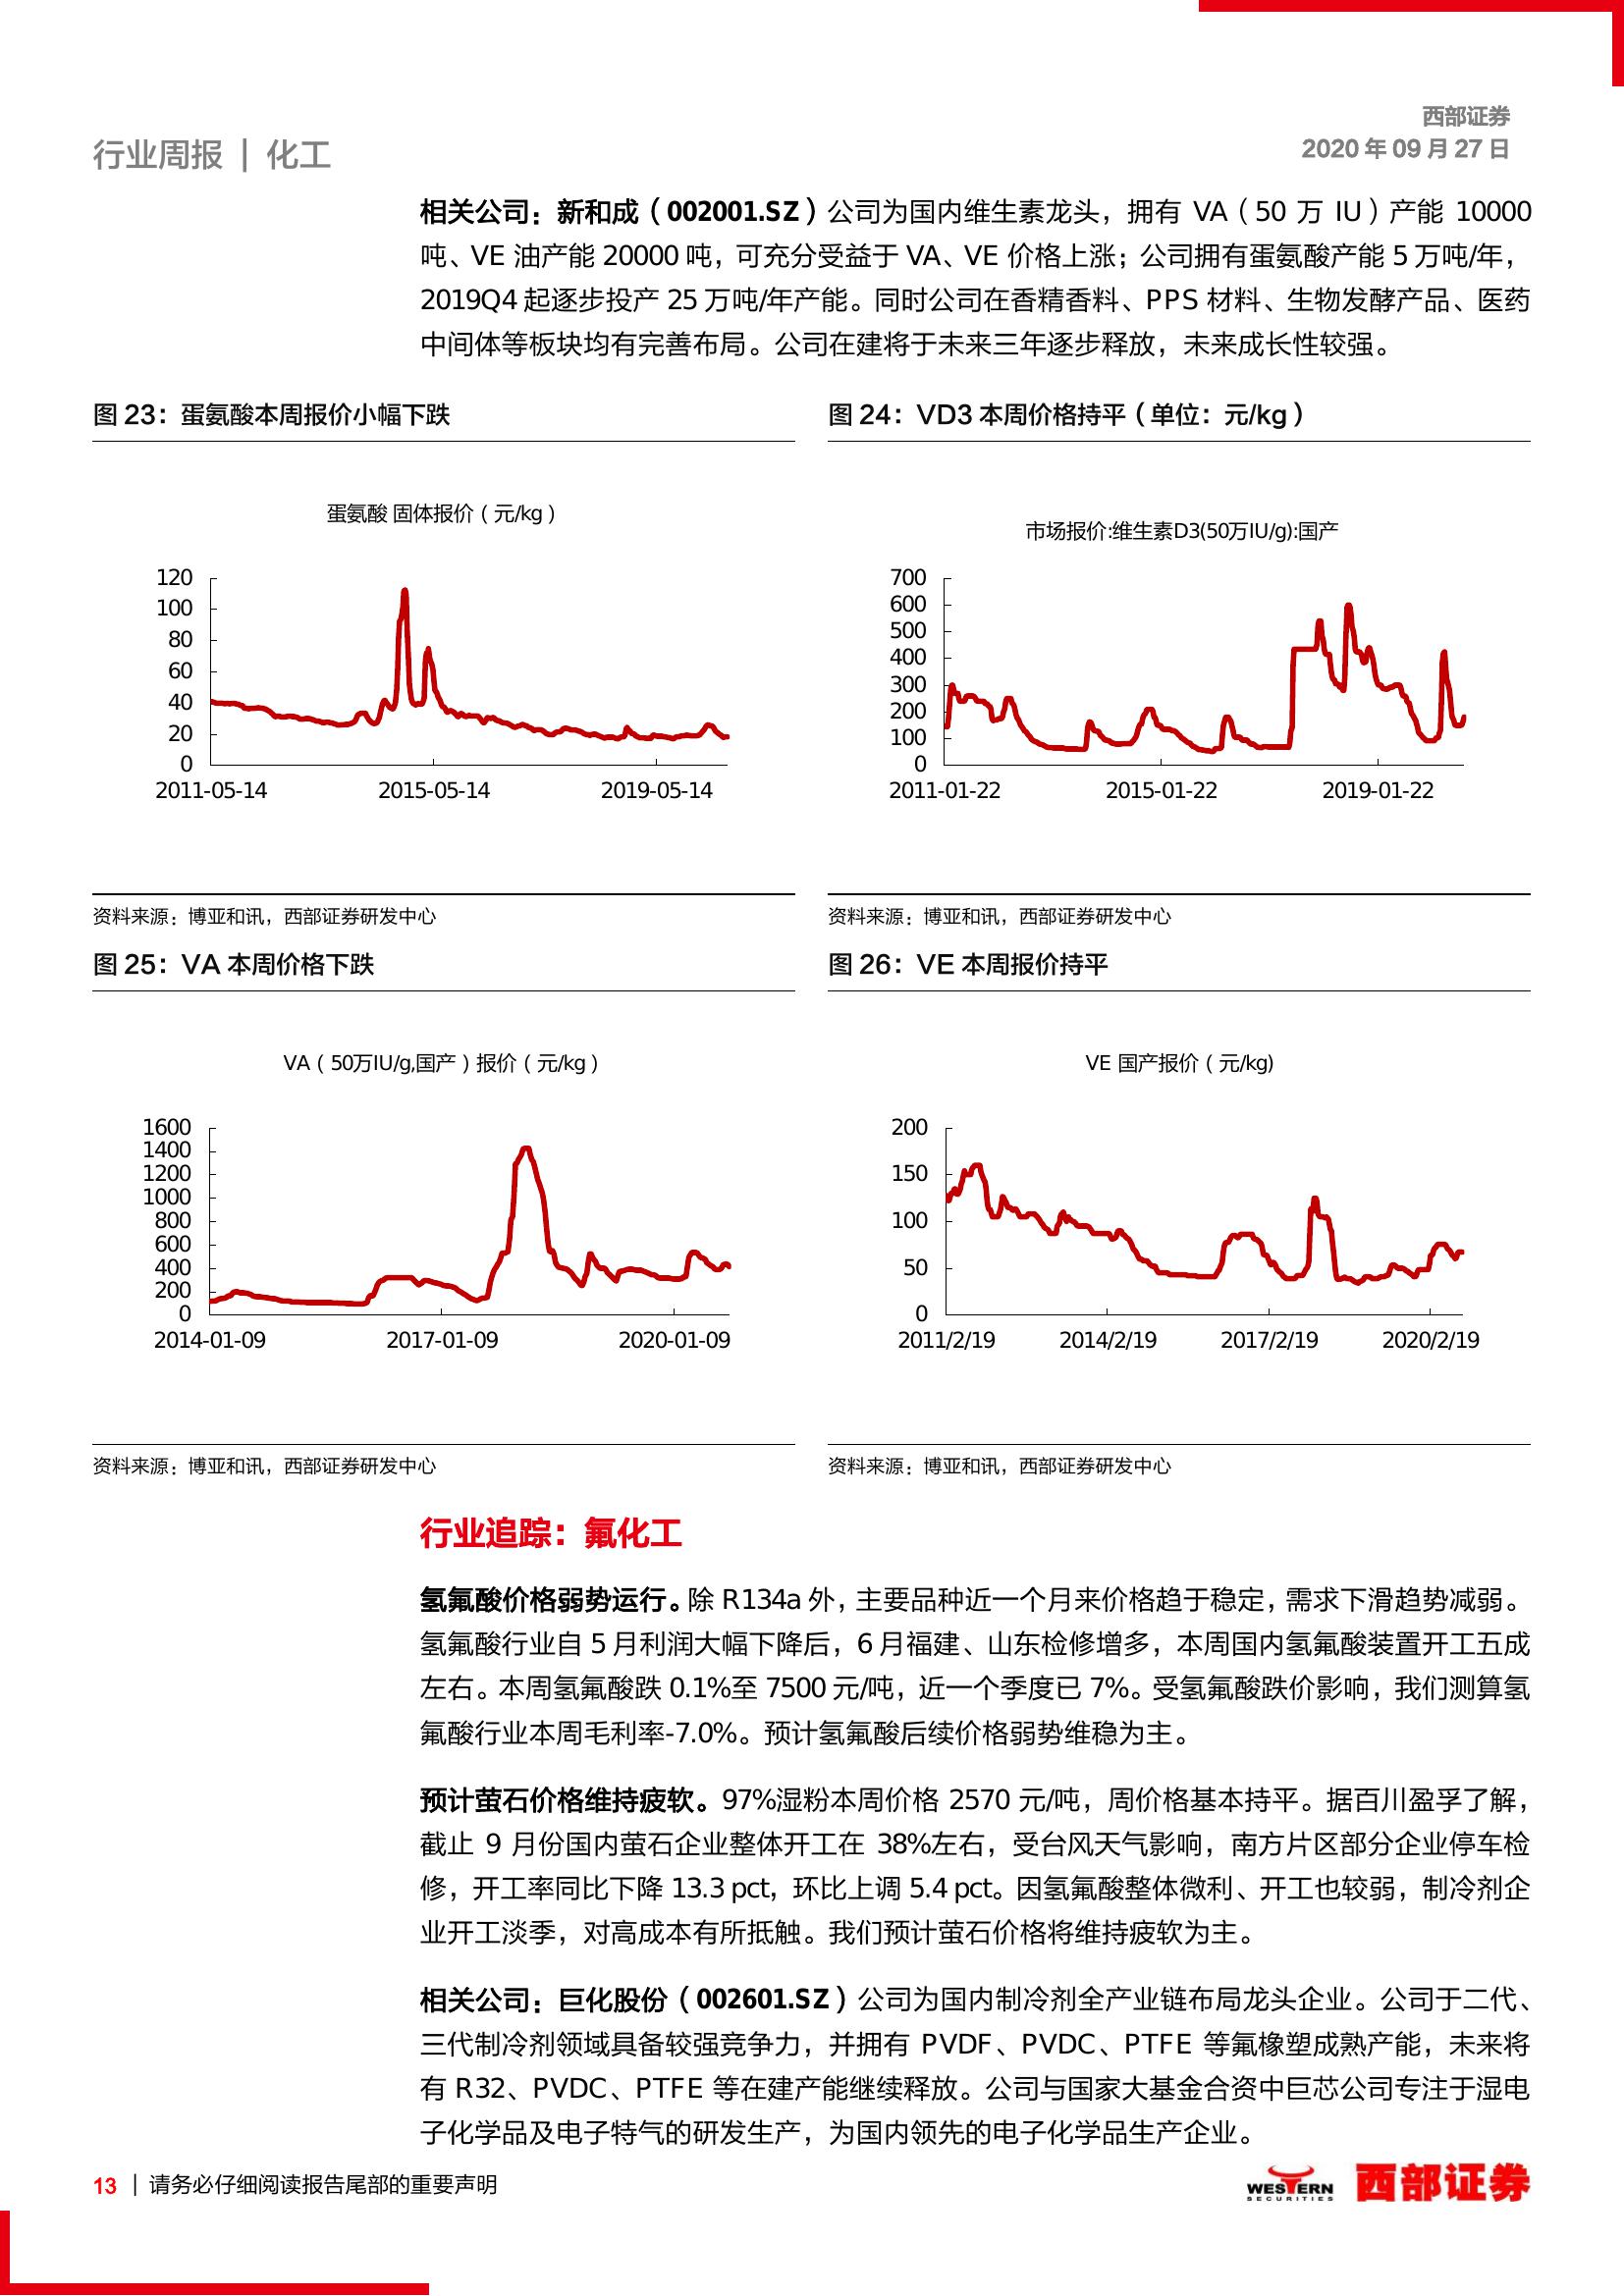 西部证券
2020 年 09 月 27 日
行业周报 | 化工
相关公司：新和成（002001.SZ）公司为国内维生素龙头，拥有 VA（50 万 IU）产能 10000
吨、VE 油产能 20000 吨，可充分受益于 VA、VE 价格上涨；公司拥有蛋氨酸产能 5 万吨/年，
2019Q4 起逐步投产 25 万吨/年产能。同时公司在香精香料、PPS 材料、生物发酵产品、医药
中间体等板块均有完善布局。公司在建将于未来三年逐步释放，未来成长性较强。
图 23：蛋氨酸本周报价小幅下跌
蛋氨酸 固体报价（元/kg）
120
100
80
60
40
20
0
2011-05-14 2015-05-14 2019-05-14
资料来源：博亚和讯，西部证券研发中心
图 24：VD3 本周价格持平（单位：元/kg）
市场报价:维生素D3(50万IU/g):国产
700
600
500
400
300
200
100
0
2011-01-22 2015-01-22 2019-01-22
资料来源：博亚和讯，西部证券研发中心
图 25：VA 本周价格下跌
VA（50万IU/g,国产）报价（元/kg）
1600
1400
1200
1000
800
600
400
200
0
2014-01-09 2017-01-09 2020-01-09
资料来源：博亚和讯，西部证券研发中心
图 26：VE 本周报价持平
VE 国产报价（元/kg)
200
150
100
50
0
2011/2/19 2014/2/19 2017/2/19 2020/2/19
资料来源：博亚和讯，西部证券研发中心
行业追踪：氟化工
氢氟酸价格弱势运行。除 R134a 外，主要品种近一个月来价格趋于稳定，需求下滑趋势减弱。
氢氟酸行业自 5 月利润大幅下降后，6 月福建、山东检修增多，本周国内氢氟酸装置开工五成
左右。本周氢氟酸跌 0.1%至 7500 元/吨，近一个季度已 7%。受氢氟酸跌价影响，我们测算氢
氟酸行业本周毛利率-7.0%。预计氢氟酸后续价格弱势维稳为主。
预计萤石价格维持疲软。97%湿粉本周价格 2570 元/吨，周价格基本持平。据百川盈孚了解，
截止 9 月份国内萤石企业整体开工在 38%左右，受台风天气影响，南方片区部分企业停车检
修，开工率同比下降 13.3 pct，环比上调 5.4 pct。因氢氟酸整体微利、开工也较弱，制冷剂企
业开工淡季，对高成本有所抵触。我们预计萤石价格将维持疲软为主。
相关公司：巨化股份（002601.SZ）公司为国内制冷剂全产业链布局龙头企业。公司于二代、
三代制冷剂领域具备较强竞争力，并拥有 PVDF、PVDC、PTFE 等氟橡塑成熟产能，未来将
有 R32、PVDC、PTFE 等在建产能继续释放。公司与国家大基金合资中巨芯公司专注于湿电
子化学品及电子特气的研发生产，为国内领先的电子化学品生产企业。
13 | 请务必仔细阅读报告尾部的重要声明
WESTERN
SECURITIES
西部证券